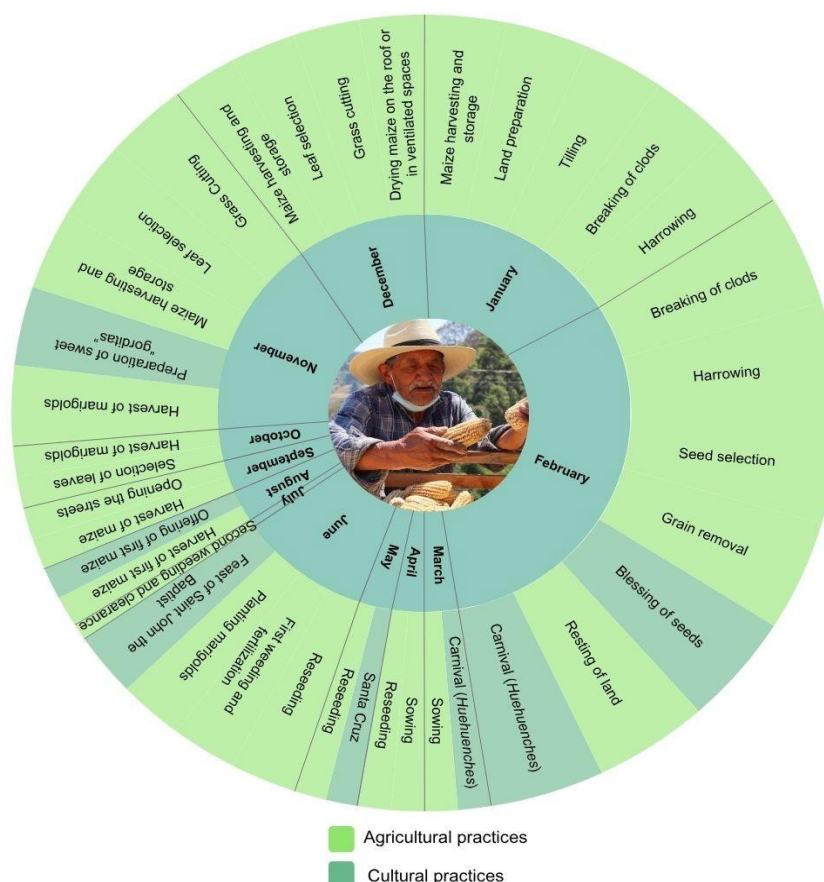 January
Maize harvesting and
storage
Land preparation
Tilling
Breaking of clods
Harrowing
February
Breaking of clods
Harrowing
Seed selection
Grain removal
Blessing of seeds
Resting of land
Carnival (Huehuenches)
March
Carnival (Huehuenches)
Sowing
April
Sowing
Reseeding
May
Santa Cruz
Reseeding
June
Reseeding
First weeding and
fertilization
Planting marigolds
Feast of Saint John the
Baptist
July
Second weeding and clearance
August
Harvest of first maize
Offering of first maize
September
Harvest of maize
Opening the streets
October
Selection of leaves
Harvest of marigolds
November
Harvest of marigolds
Preparation of sweet
"gorditas"
Maize harvesting and
storage
Leaf selection
Grass Cutting
December
Maize harvesting and
storage
Leaf selection
Grass cutting
Drying maize on the roof or
in ventilated spaces
Agricultural practices
Cultural practices